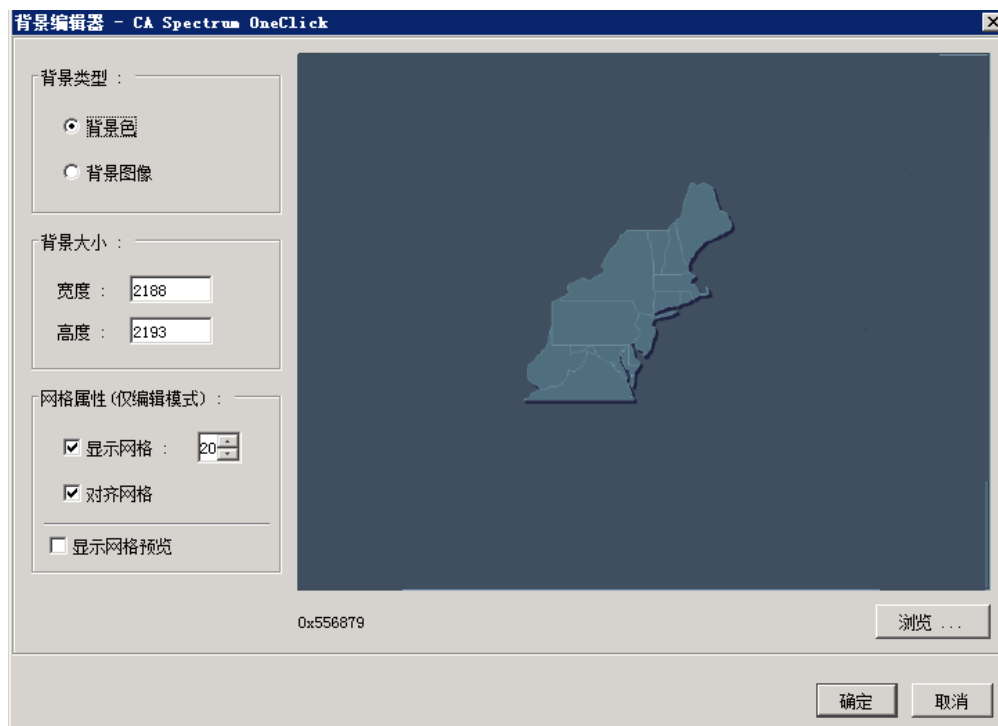 背景编辑器 - CA Spectrum OneClick
背景类型 :
背景色
背景图像
背景大小 :
宽度 : 2188
高度 : 2193
网格属性(仅编辑模式) :
显示网格 : 20
对齐网格
显示网格预览
0x556879
浏览 ...
确定 取消